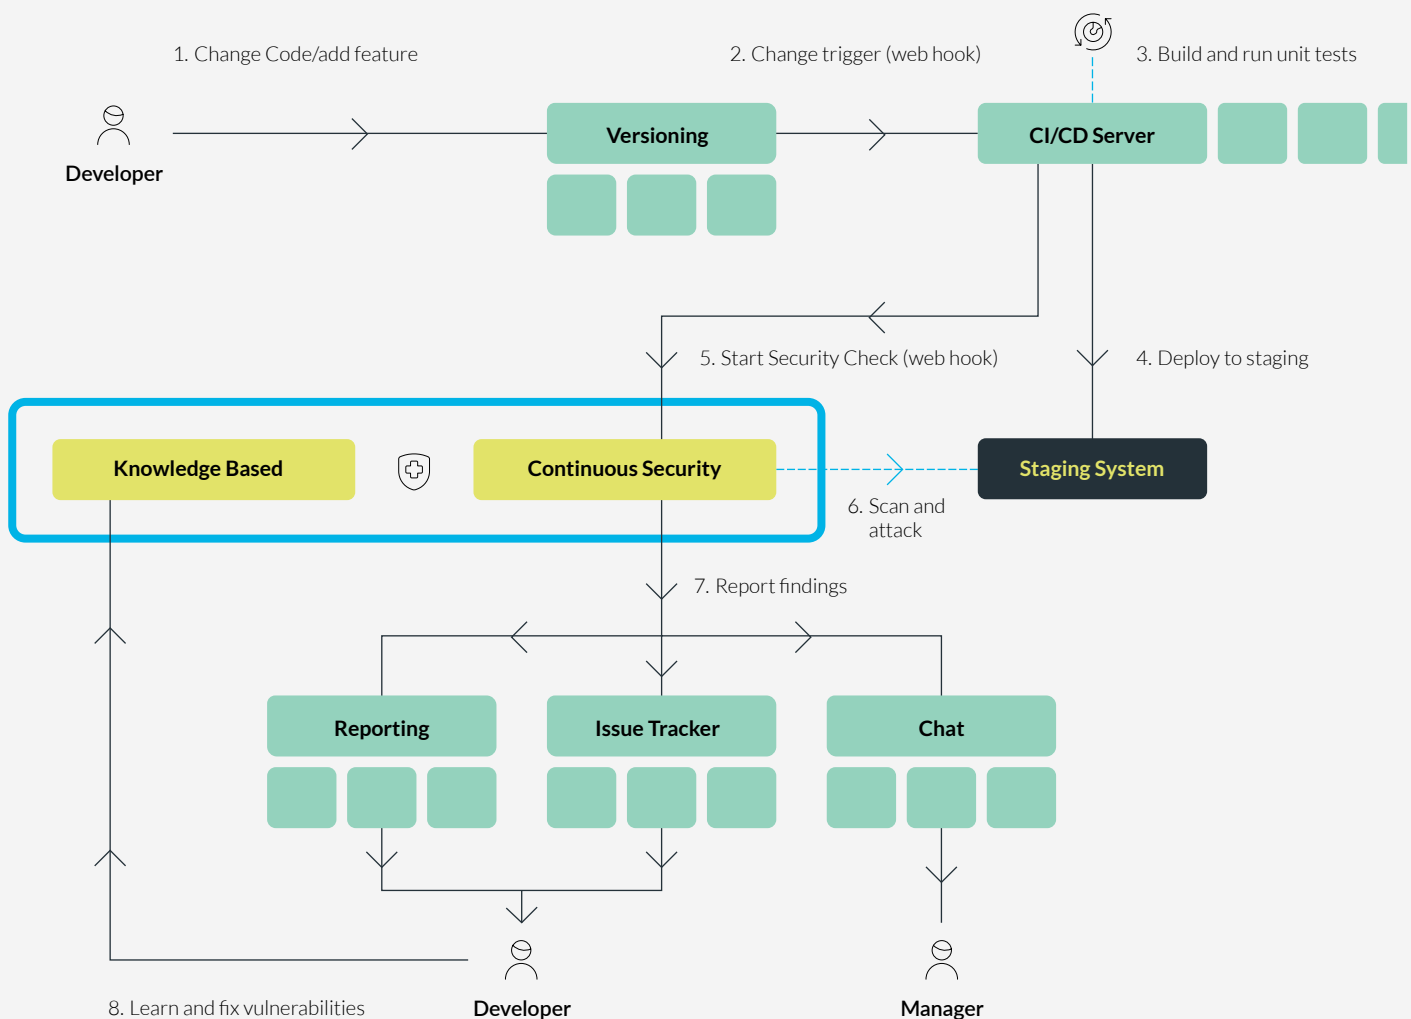 1. Change Code/add feature
2. Change trigger (web hook)
3. Build and run unit tests
Versioning
CI/CD Server
Developer
5. Start Security Check (web hook)
4. Deploy to staging
Knowledge Based
Continuous Security
Staging System
6. Scan and
attack
7. Report findings
Reporting
Issue Tracker
Chat
8. Learn and fix vulnerabilities
Developer
Manager